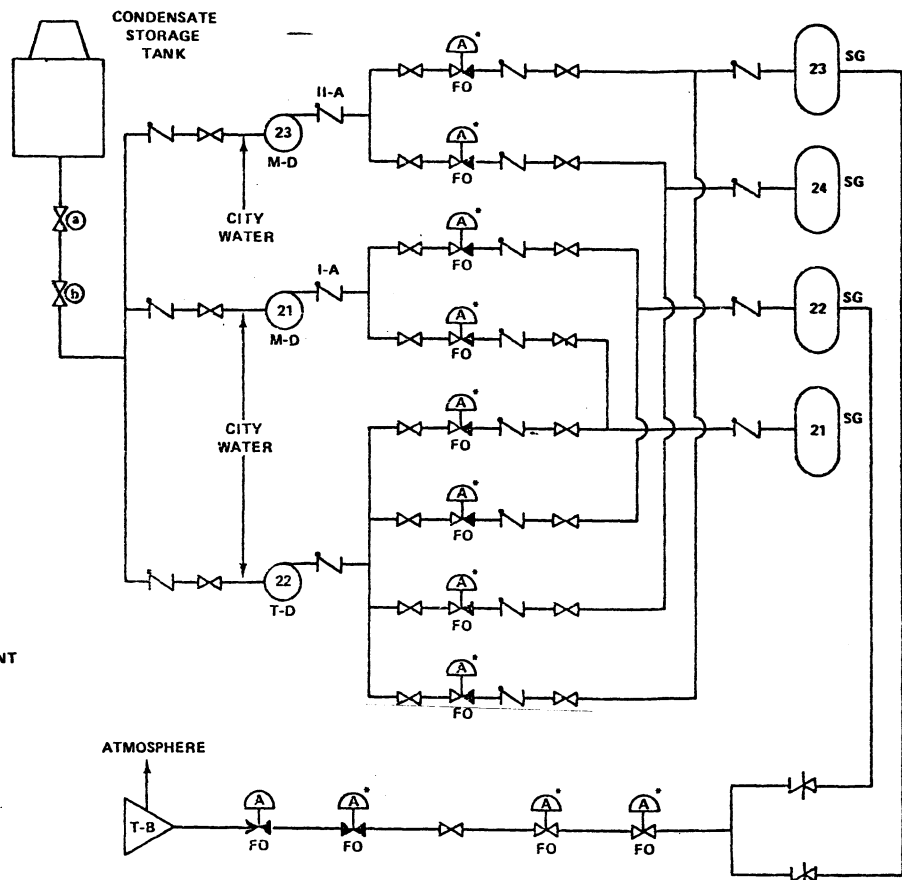 CONDENSATE
STORAGE
TANK
A*
FO
23
SG
II-A
23
M-D
A*
FO
24
SG
a
CITY
WATER
A*
FO
I-A
b
21
M-D
22
SG
A*
FO
A*
FO
21
SG
CITY
WATER
A*
FO
22
T-D
A*
FO
NT
A*
FO
ATMOSPHERE
T-B
A
FO
A*
FO
A*
FO
A*
FO